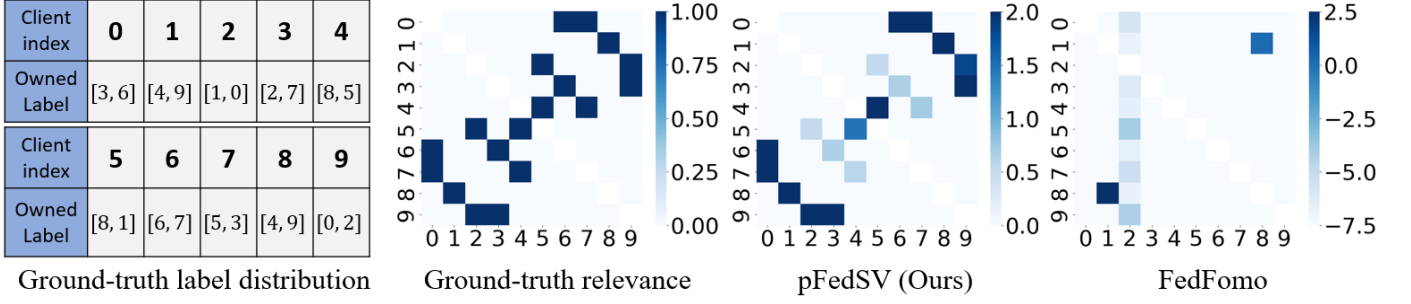 Client index 0 1 2 3 4
Owned Label [3, 6] [4, 9] [1, 0] [2, 7] [8, 5]
Client index 5 6 7 8 9
Owned Label [8, 1] [6, 7] [5, 3] [4, 9] [0, 2]
Ground-truth label distribution
0 1 2 3 4 5 6 7 8 9
0 1 2 3 4 5 6 7 8 9
1.00
0.75
0.50
0.25
0.00
Ground-truth relevance
0 1 2 3 4 5 6 7 8 9
0 1 2 3 4 5 6 7 8 9
2.0
1.5
1.0
0.5
0.0
pFedSV (Ours)
0 1 2 3 4 5 6 7 8 9
0 1 2 3 4 5 6 7 8 9
2.5
0.0
−2.5
−5.0
−7.5
FedFomo